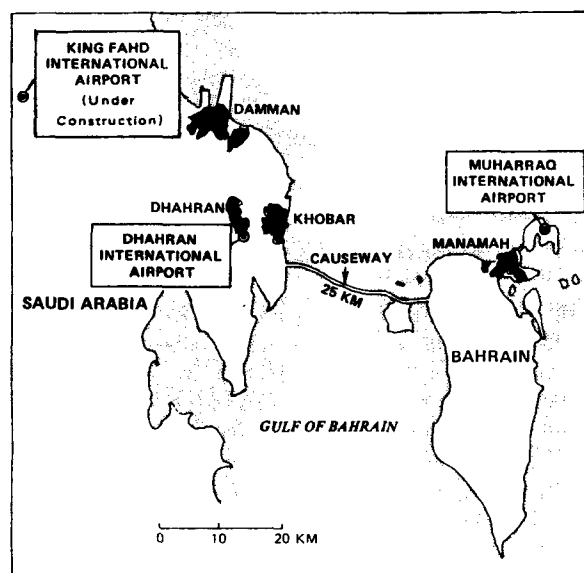 KING FAHD
INTERNATIONAL
AIRPORT
(Under
Construction)
DAMMAN
MUHARRAQ
INTERNATIONAL
AIRPORT
DHAHRAN
KHOBAR
DHAHRAN
INTERNATIONAL
AIRPORT
MANAMAH
CAUSEWAY
25 KM
SAUDI ARABIA
BAHRAIN
GULF OF BAHRAIN
0 10 20 KM